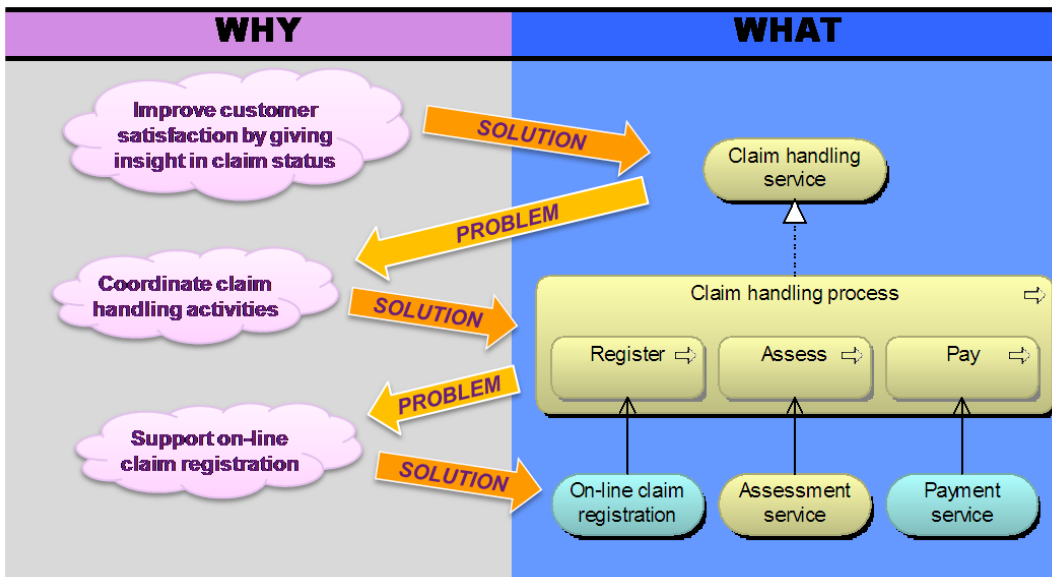 WHY
WHAT
Improve customer
satisfaction by giving
insight in claim status
SOLUTION
Claim handling
service
PROBLEM
Coordinate claim
handling activities
SOLUTION
Claim handling process
Register
Assess
Pay
PROBLEM
Support on-line
claim registration
SOLUTION
On-line claim
registration
Assessment
service
Payment
service